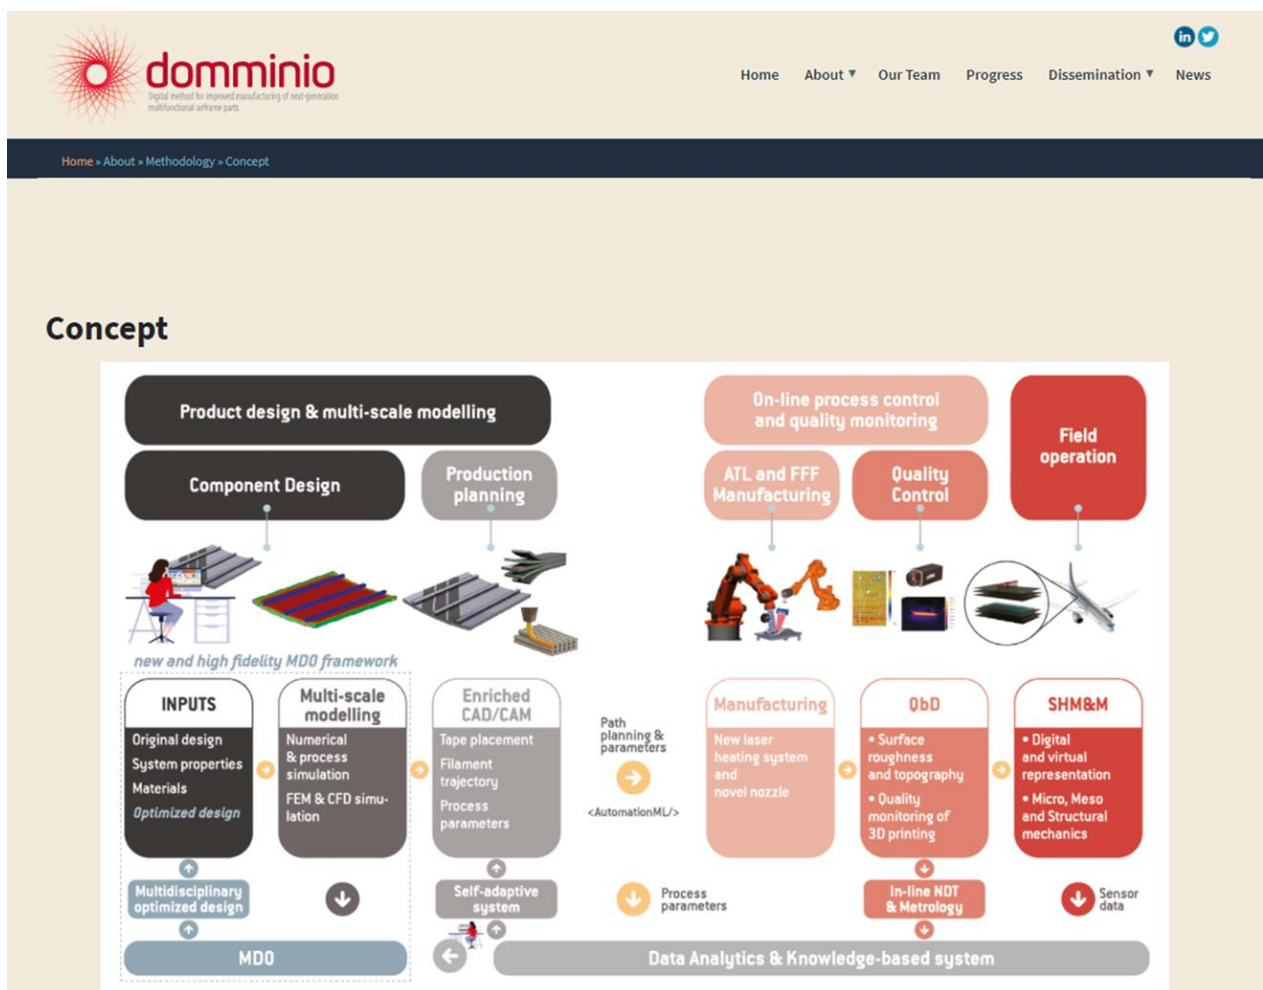 domminio
Digital method for improved manufacturing of next-generation
multifunctional airframe parts
Home About Our Team Progress Dissemination News
Home » About » Methodology » Concept
Concept
Product design & multi-scale modelling
Component Design
Production
planning
On-line process control
and quality monitoring
ATL and FFF
Manufacturing
Quality
Control
Field
operation
new and high fidelity MDO framework
INPUTS
Original design
System properties
Materials
Optimized design
Multi-scale
modelling
Numerical
& process
simulation
FEM & CFD simu-
lation
Enriched
CAD/CAM
Tape placement
Filament
trajectory
Process
parameters
Path
planning &
parameters
<AutomationML/>
Manufacturing
New laser
heating system
and
novel nozzle
QbD
• Surface
roughness
and topography
• Quality
monitoring of
3D printing
SHM&M
• Digital
and virtual
representation
• Micro, Meso
and Structural
mechanics
Multidisciplinary
optimized design
Self-adaptive
system
Process
parameters
In-line NDT
& Metrology
Sensor
data
MDO
Data Analytics & Knowledge-based system